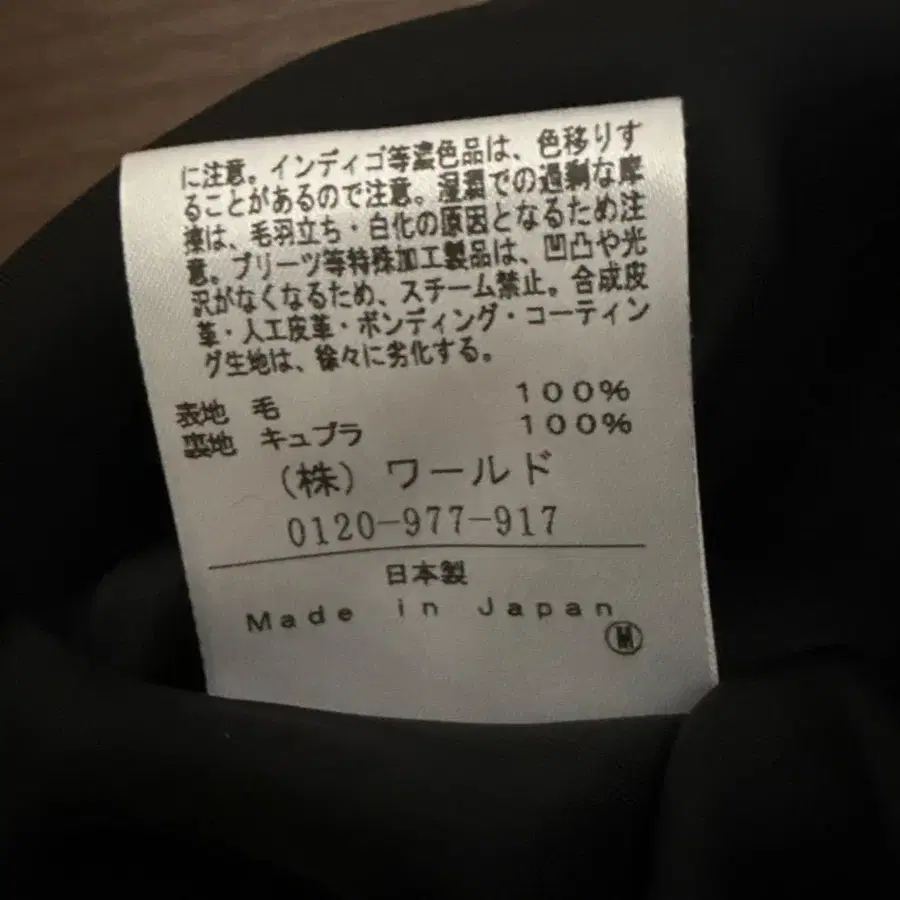 に注意。インディゴ等濃色品は、色移りす
ることがあるので注意。湿潤での過剰な摩
擦は、毛羽立ち・白化の原因となるため注
意。プリーツ等特殊加工製品は、凹凸や光
沢がなくなるため、スチーム禁止。合成皮
革・人工皮革・ボンディング・コーティン
グ生地は、徐々に劣化する。
表地 毛 100%
裏地 キュプラ 100%
(株) ワールド
0120-977-917
日本製
Made in Japan
M